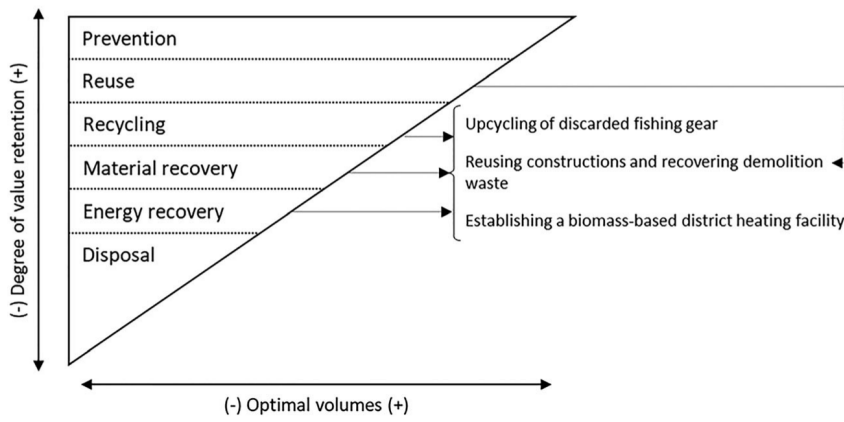 (-) Degree of value retention (+)
Prevention
Reuse
Recycling
Material recovery
Energy recovery
Disposal
Upcycling of discarded fishing gear
Reusing constructions and recovering demolition
waste
Establishing a biomass-based district heating facility
(-) Optimal volumes (+)